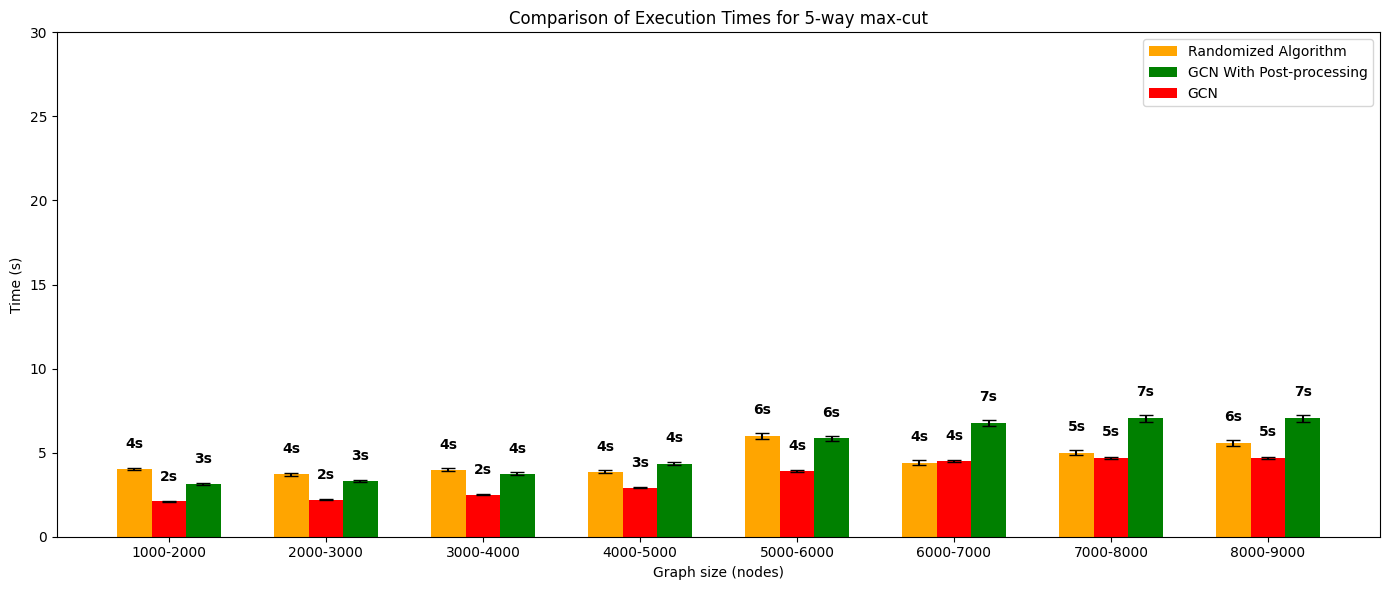 Comparison of Execution Times for 5-way max-cut
30
25
20
15
10
5
0
Time (s)
Randomized Algorithm
GCN With Post-processing
GCN
4s 2s 3s
4s 2s 3s
4s 2s 4s
4s 3s 4s
6s 4s 6s
4s 4s 7s
5s 5s 7s
6s 5s 7s
1000-2000 2000-3000 3000-4000 4000-5000 5000-6000 6000-7000 7000-8000 8000-9000
Graph size (nodes)